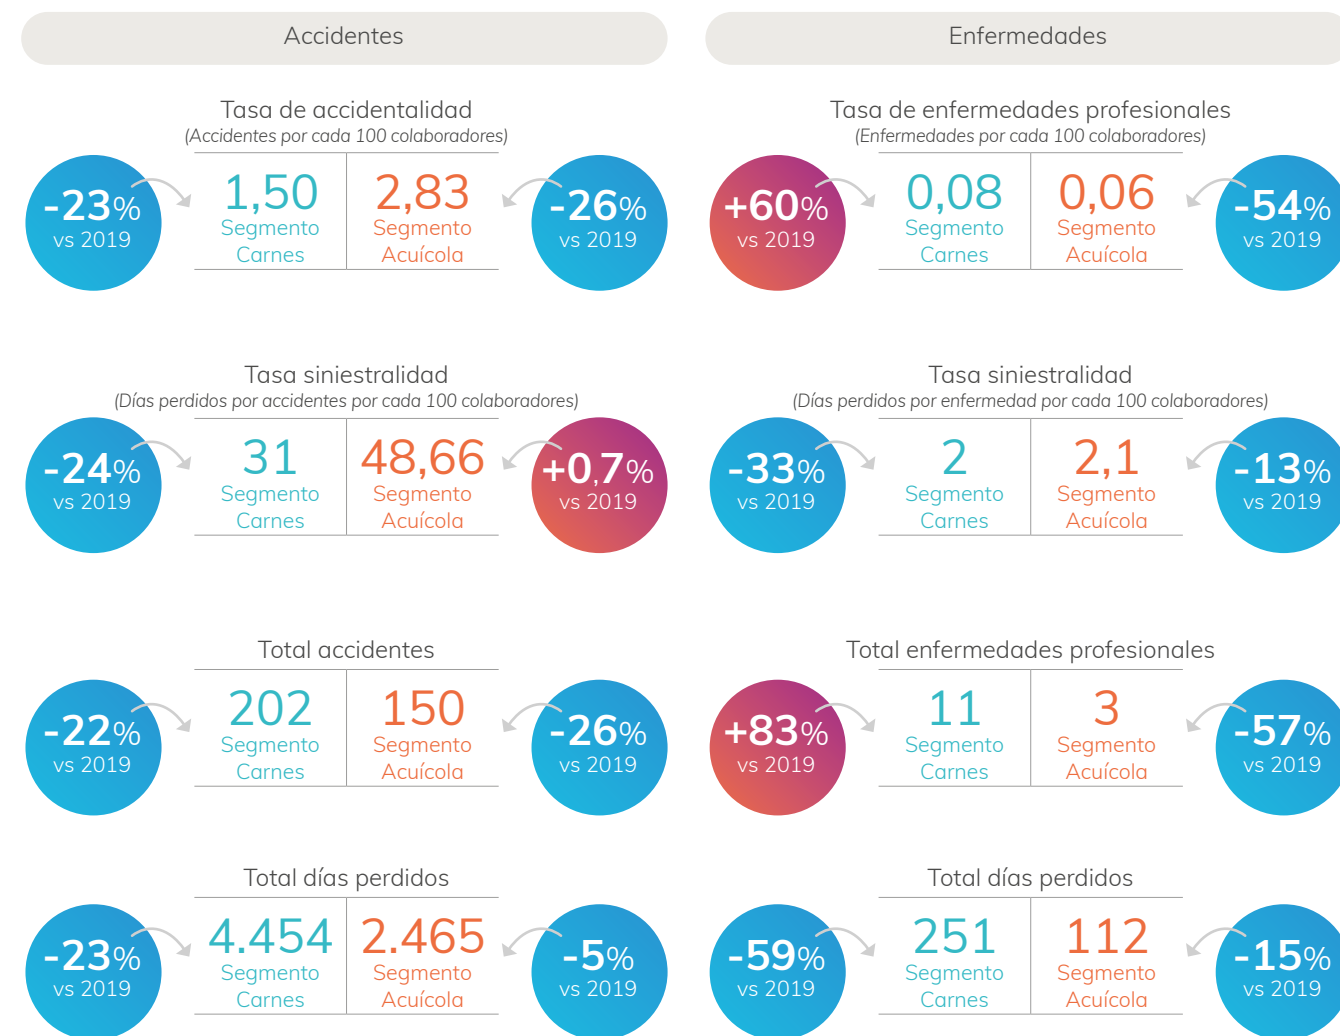 Accidentes
Tasa de accidentalidad
(Accidentes por cada 100 colaboradores)
-23%
vs 2019
1,50
Segmento
Carnes
2,83
Segmento
Acuícola
-26%
vs 2019
Tasa siniestralidad
(Días perdidos por accidentes por cada 100 colaboradores)
-24%
vs 2019
31
Segmento
Carnes
48,66
Segmento
Acuícola
+0,7%
vs 2019
Total accidentes
-22%
vs 2019
202
Segmento
Carnes
150
Segmento
Acuícola
-26%
vs 2019
Total días perdidos
-23%
vs 2019
4.454
Segmento
Carnes
2.465
Segmento
Acuícola
-5%
vs 2019
Enfermedades
Tasa de enfermedades profesionales
(Enfermedades por cada 100 colaboradores)
+60%
vs 2019
0,08
Segmento
Carnes
0,06
Segmento
Acuícola
-54%
vs 2019
Tasa siniestralidad
(Días perdidos por enfermedad por cada 100 colaboradores)
-33%
vs 2019
2
Segmento
Carnes
2,1
Segmento
Acuícola
-13%
vs 2019
Total enfermedades profesionales
+83%
vs 2019
11
Segmento
Carnes
3
Segmento
Acuícola
-57%
vs 2019
Total días perdidos
-59%
vs 2019
251
Segmento
Carnes
112
Segmento
Acuícola
-15%
vs 2019